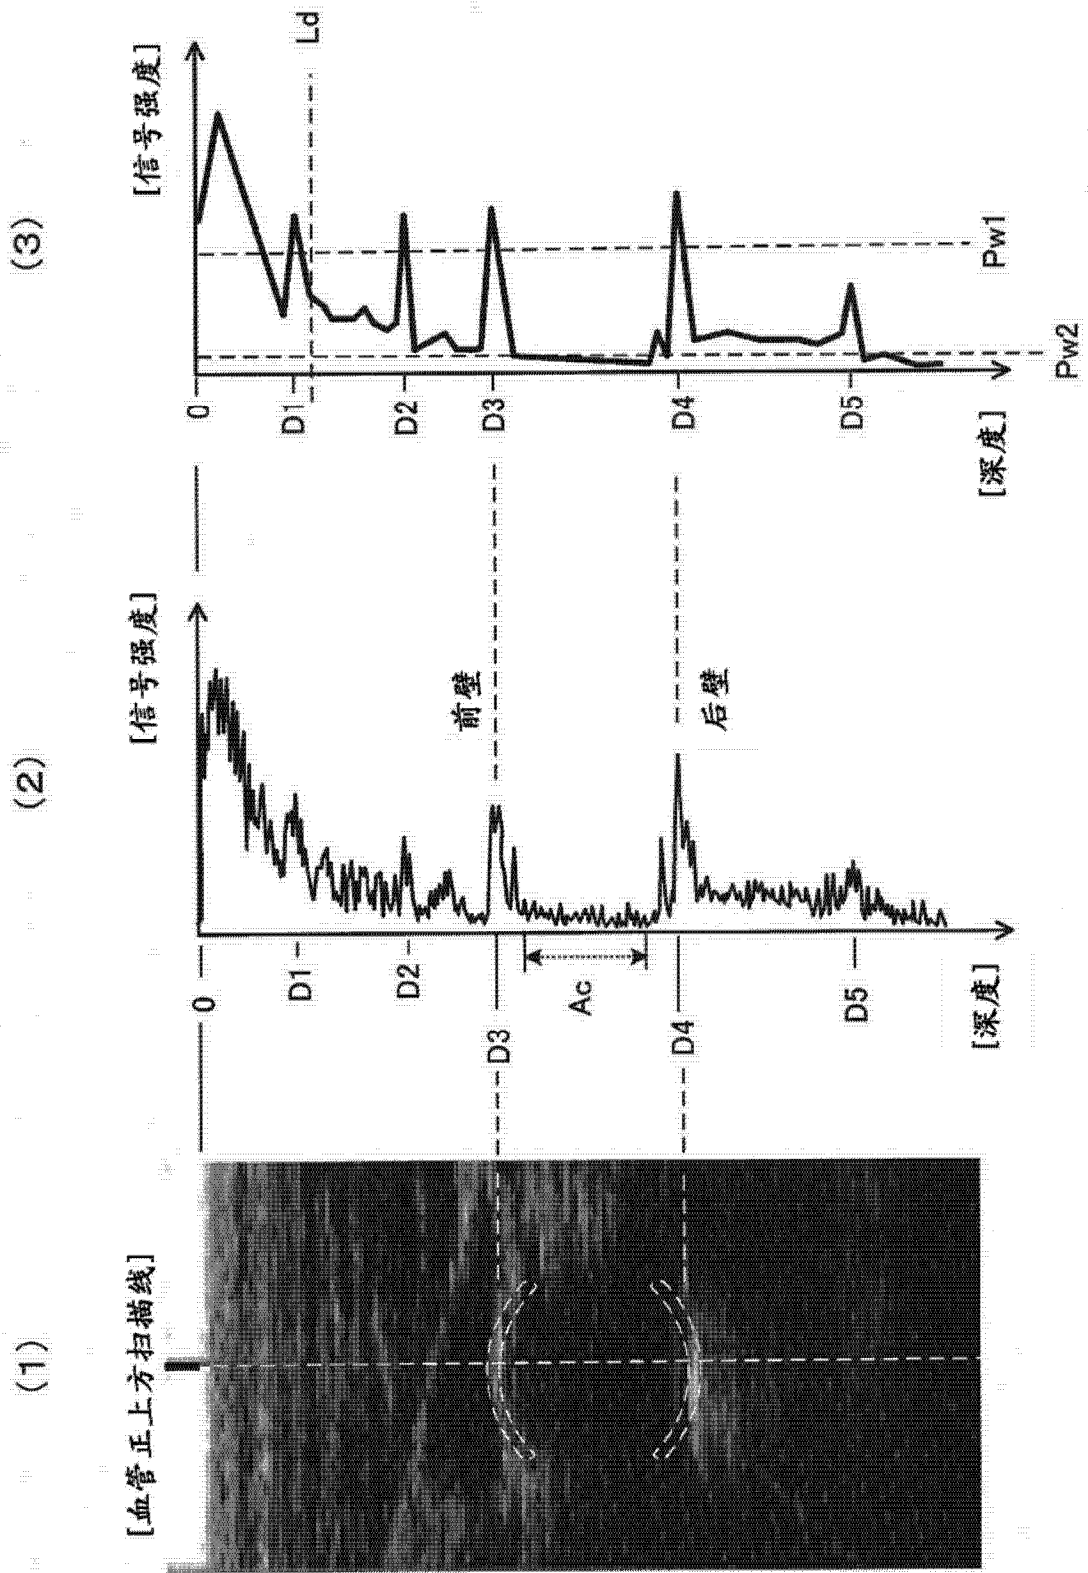 (1)
[血管正上方扫描线]
(2)
[信号强度]
0
D1
D2
D3
Ac
D4
D5
前壁
后壁
[深度]
(3)
[信号强度]
0
D1
Ld
D2
D3
D4
D5
Pw1
Pw2
[深度]